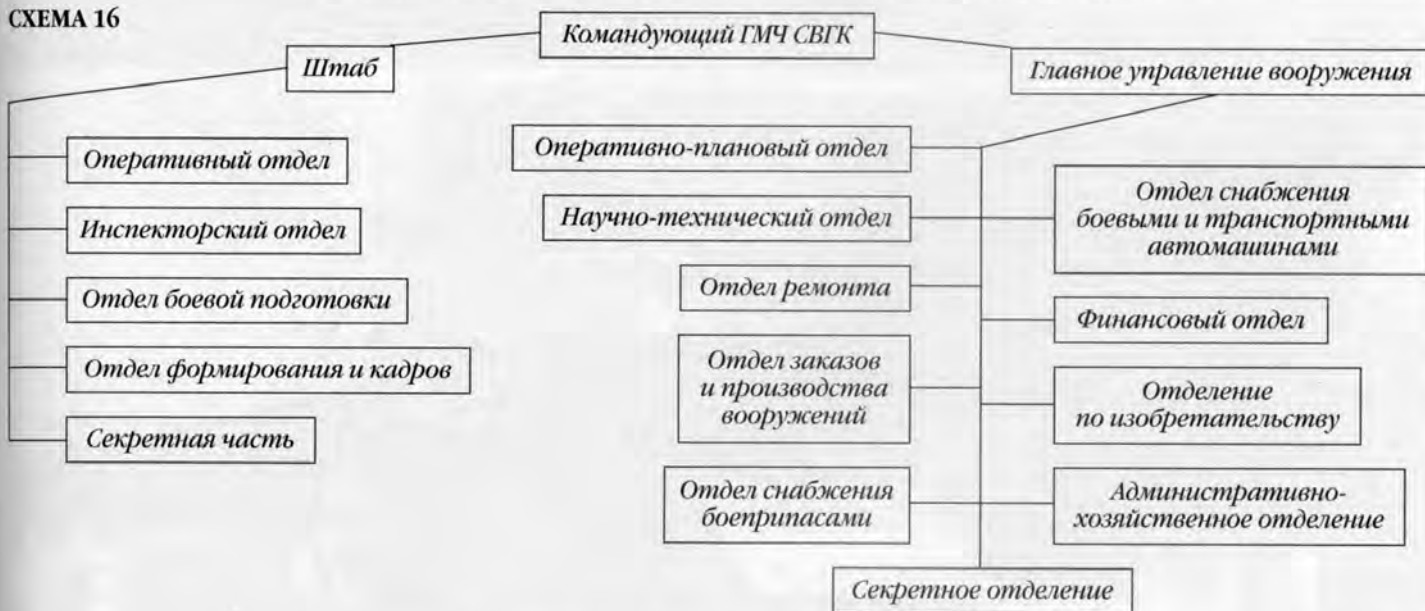 СХЕМА 16
Командующий ГМЧ СВГК
Штаб
Главное управление вооружения
Оперативный отдел
Инспекторский отдел
Отдел боевой подготовки
Отдел формирования и кадров
Секретная часть
Оперативно-плановый отдел
Научно-технический отдел
Отдел ремонта
Отдел заказов
и производства
вооружений
Отдел снабжения
боеприпасами
Отдел снабжения
боевыми и транспортными
автомашинами
Финансовый отдел
Отделение
по изобретательству
Административно-
хозяйственное отделение
Секретное отделение